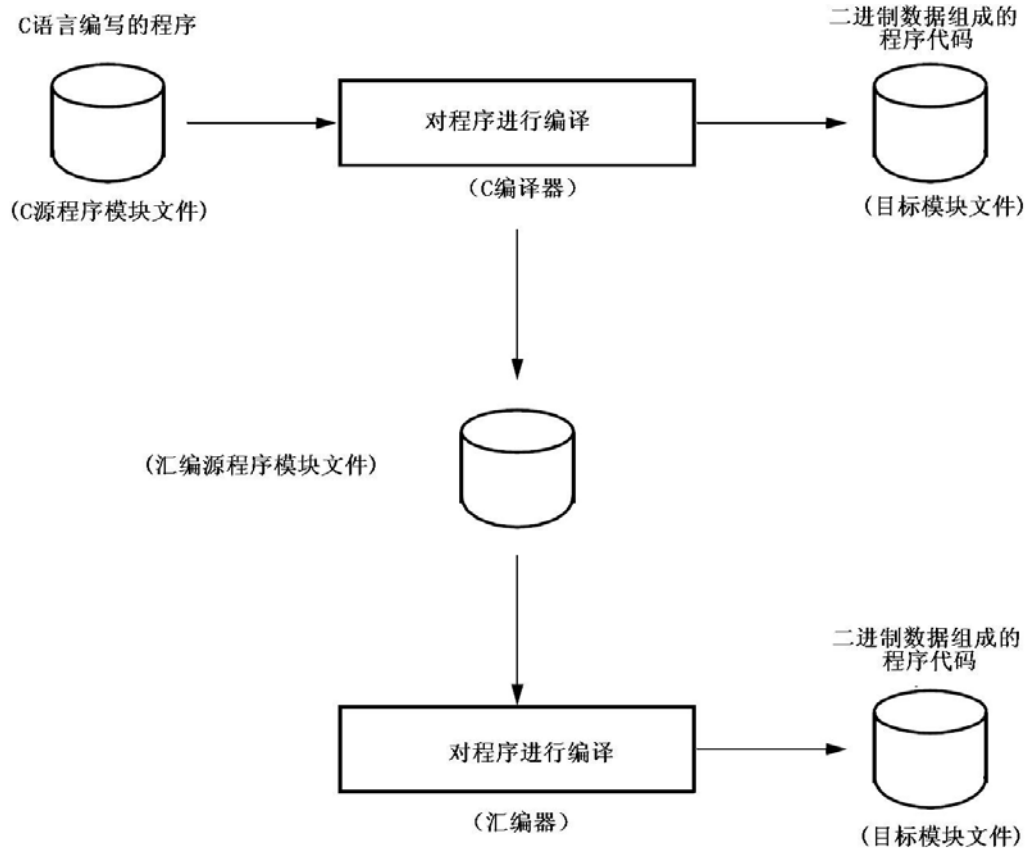 C语言编写的程序
二进制数据组成的
程序代码
对程序进行编译
(C源程序模块文件)
（C编译器）
(目标模块文件)
(汇编源程序模块文件)
二进制数据组成的
程序代码
对程序进行编译
（汇编器）
(目标模块文件)